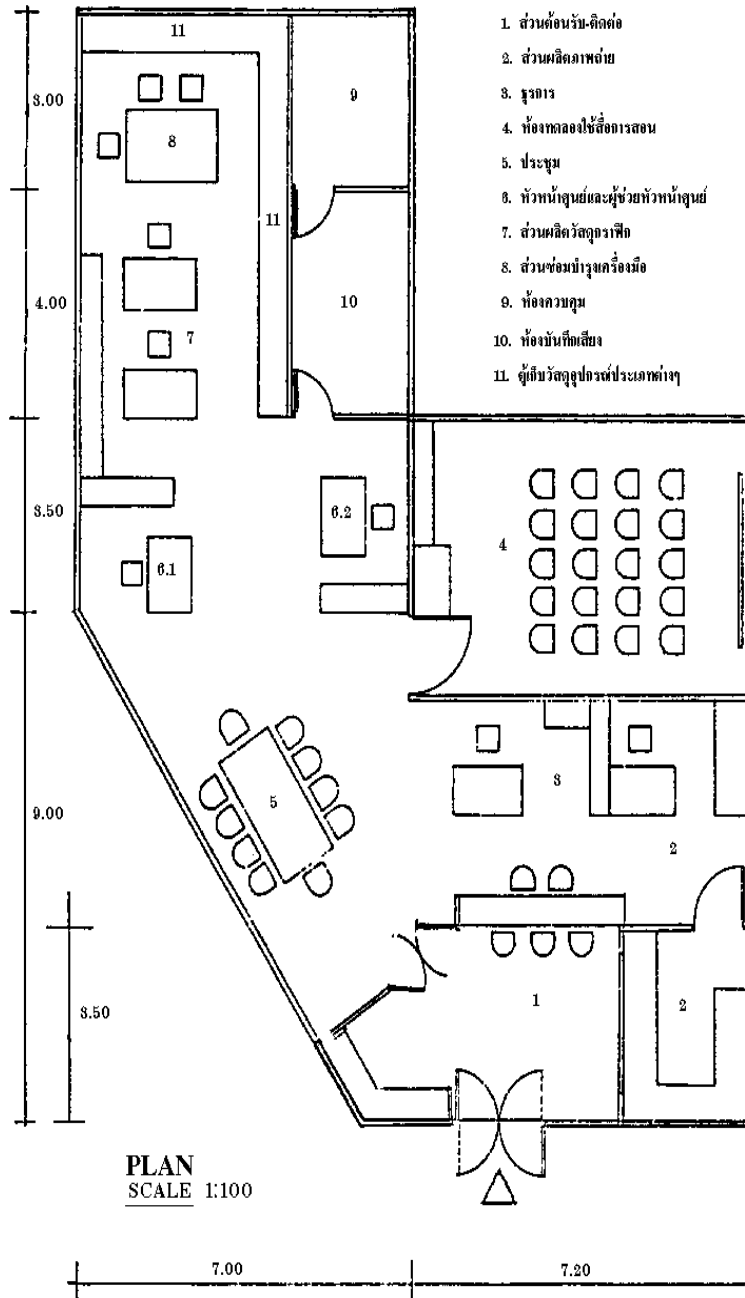 1. ส่วนต้อนรับ-ติดต่อ
2. ส่วนผลิตภาพถ่าย
3. ธุรการ
4. ห้องทดลองใช้สื่อการสอน
5. ประชุม
6. หัวหน้าศูนย์และผู้ช่วยหัวหน้าศูนย์
7. ส่วนผลิตวัสดุกราฟิก
8. ส่วนซ่อมบำรุงเครื่องมือ
9. ห้องควบคุม
10. ห้องบันทึกเสียง
11. ตู้เก็บวัสดุอุปกรณ์ประเภทต่างๆ
11
9
3.00
8
11
10
4.00
7
6.2
3.50
4
6.1
3
5
9.00
2
1
2
3.50
PLAN
SCALE 1:100
7.00
7.20